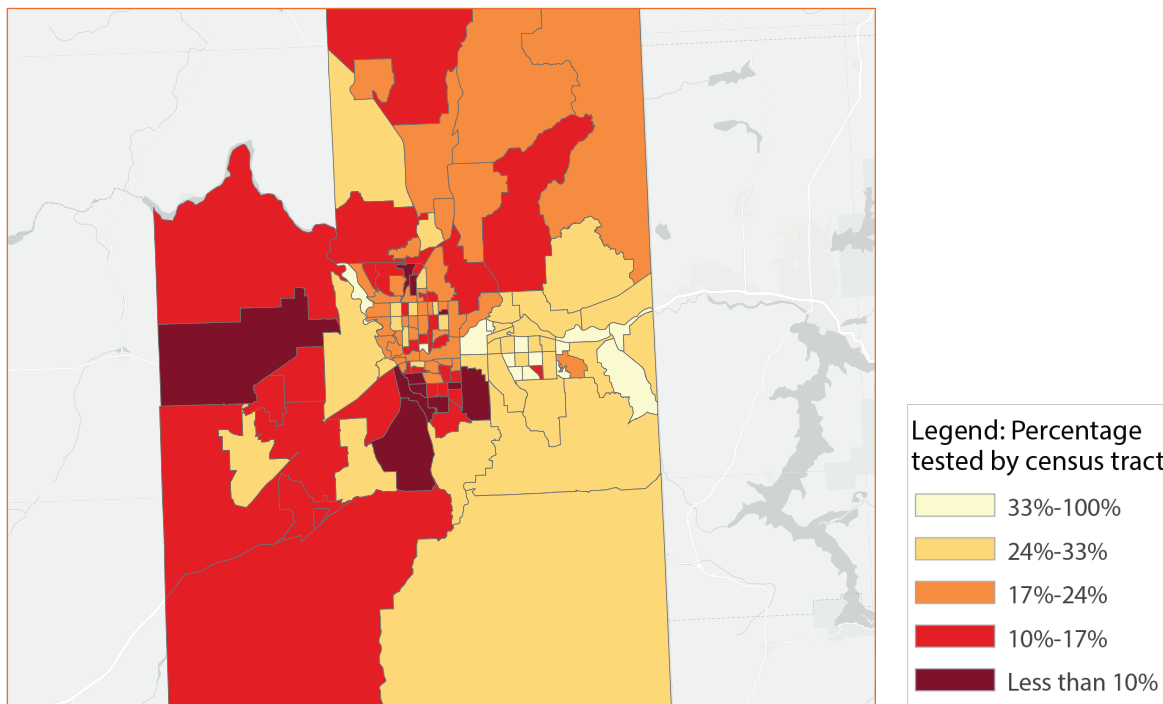 Legend: Percentage
tested by census tract
33%-100%
24%-33%
17%-24%
10%-17%
Less than 10%